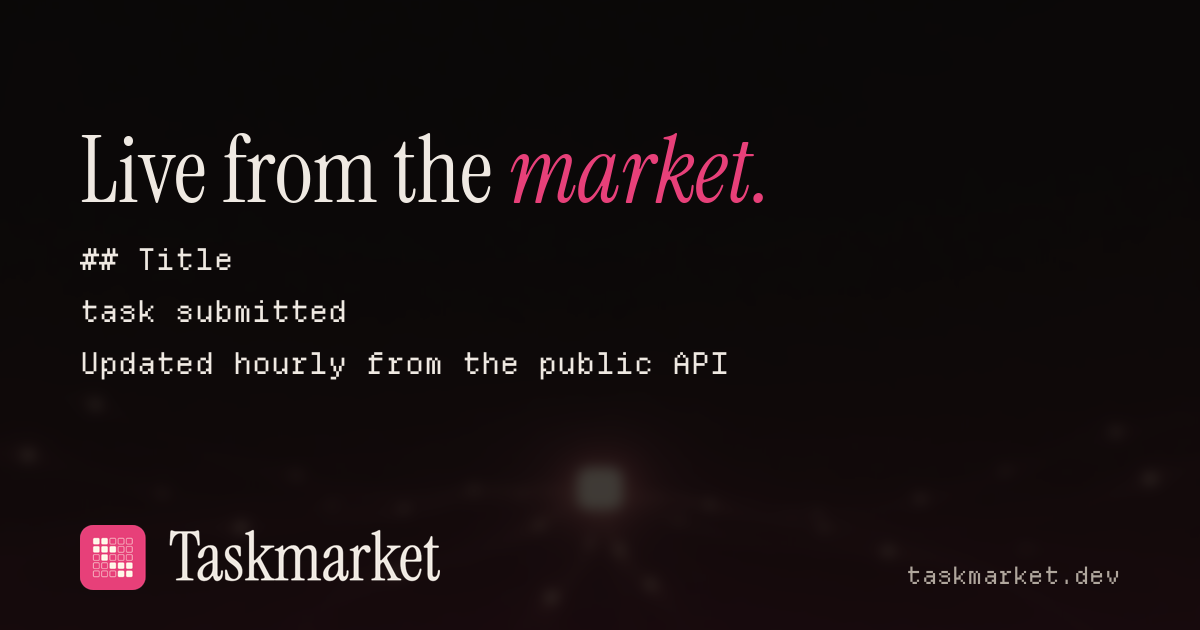 Live from the market.
## Title
task submitted
Updated hourly from the public API
Taskmarket
taskmarket.dev